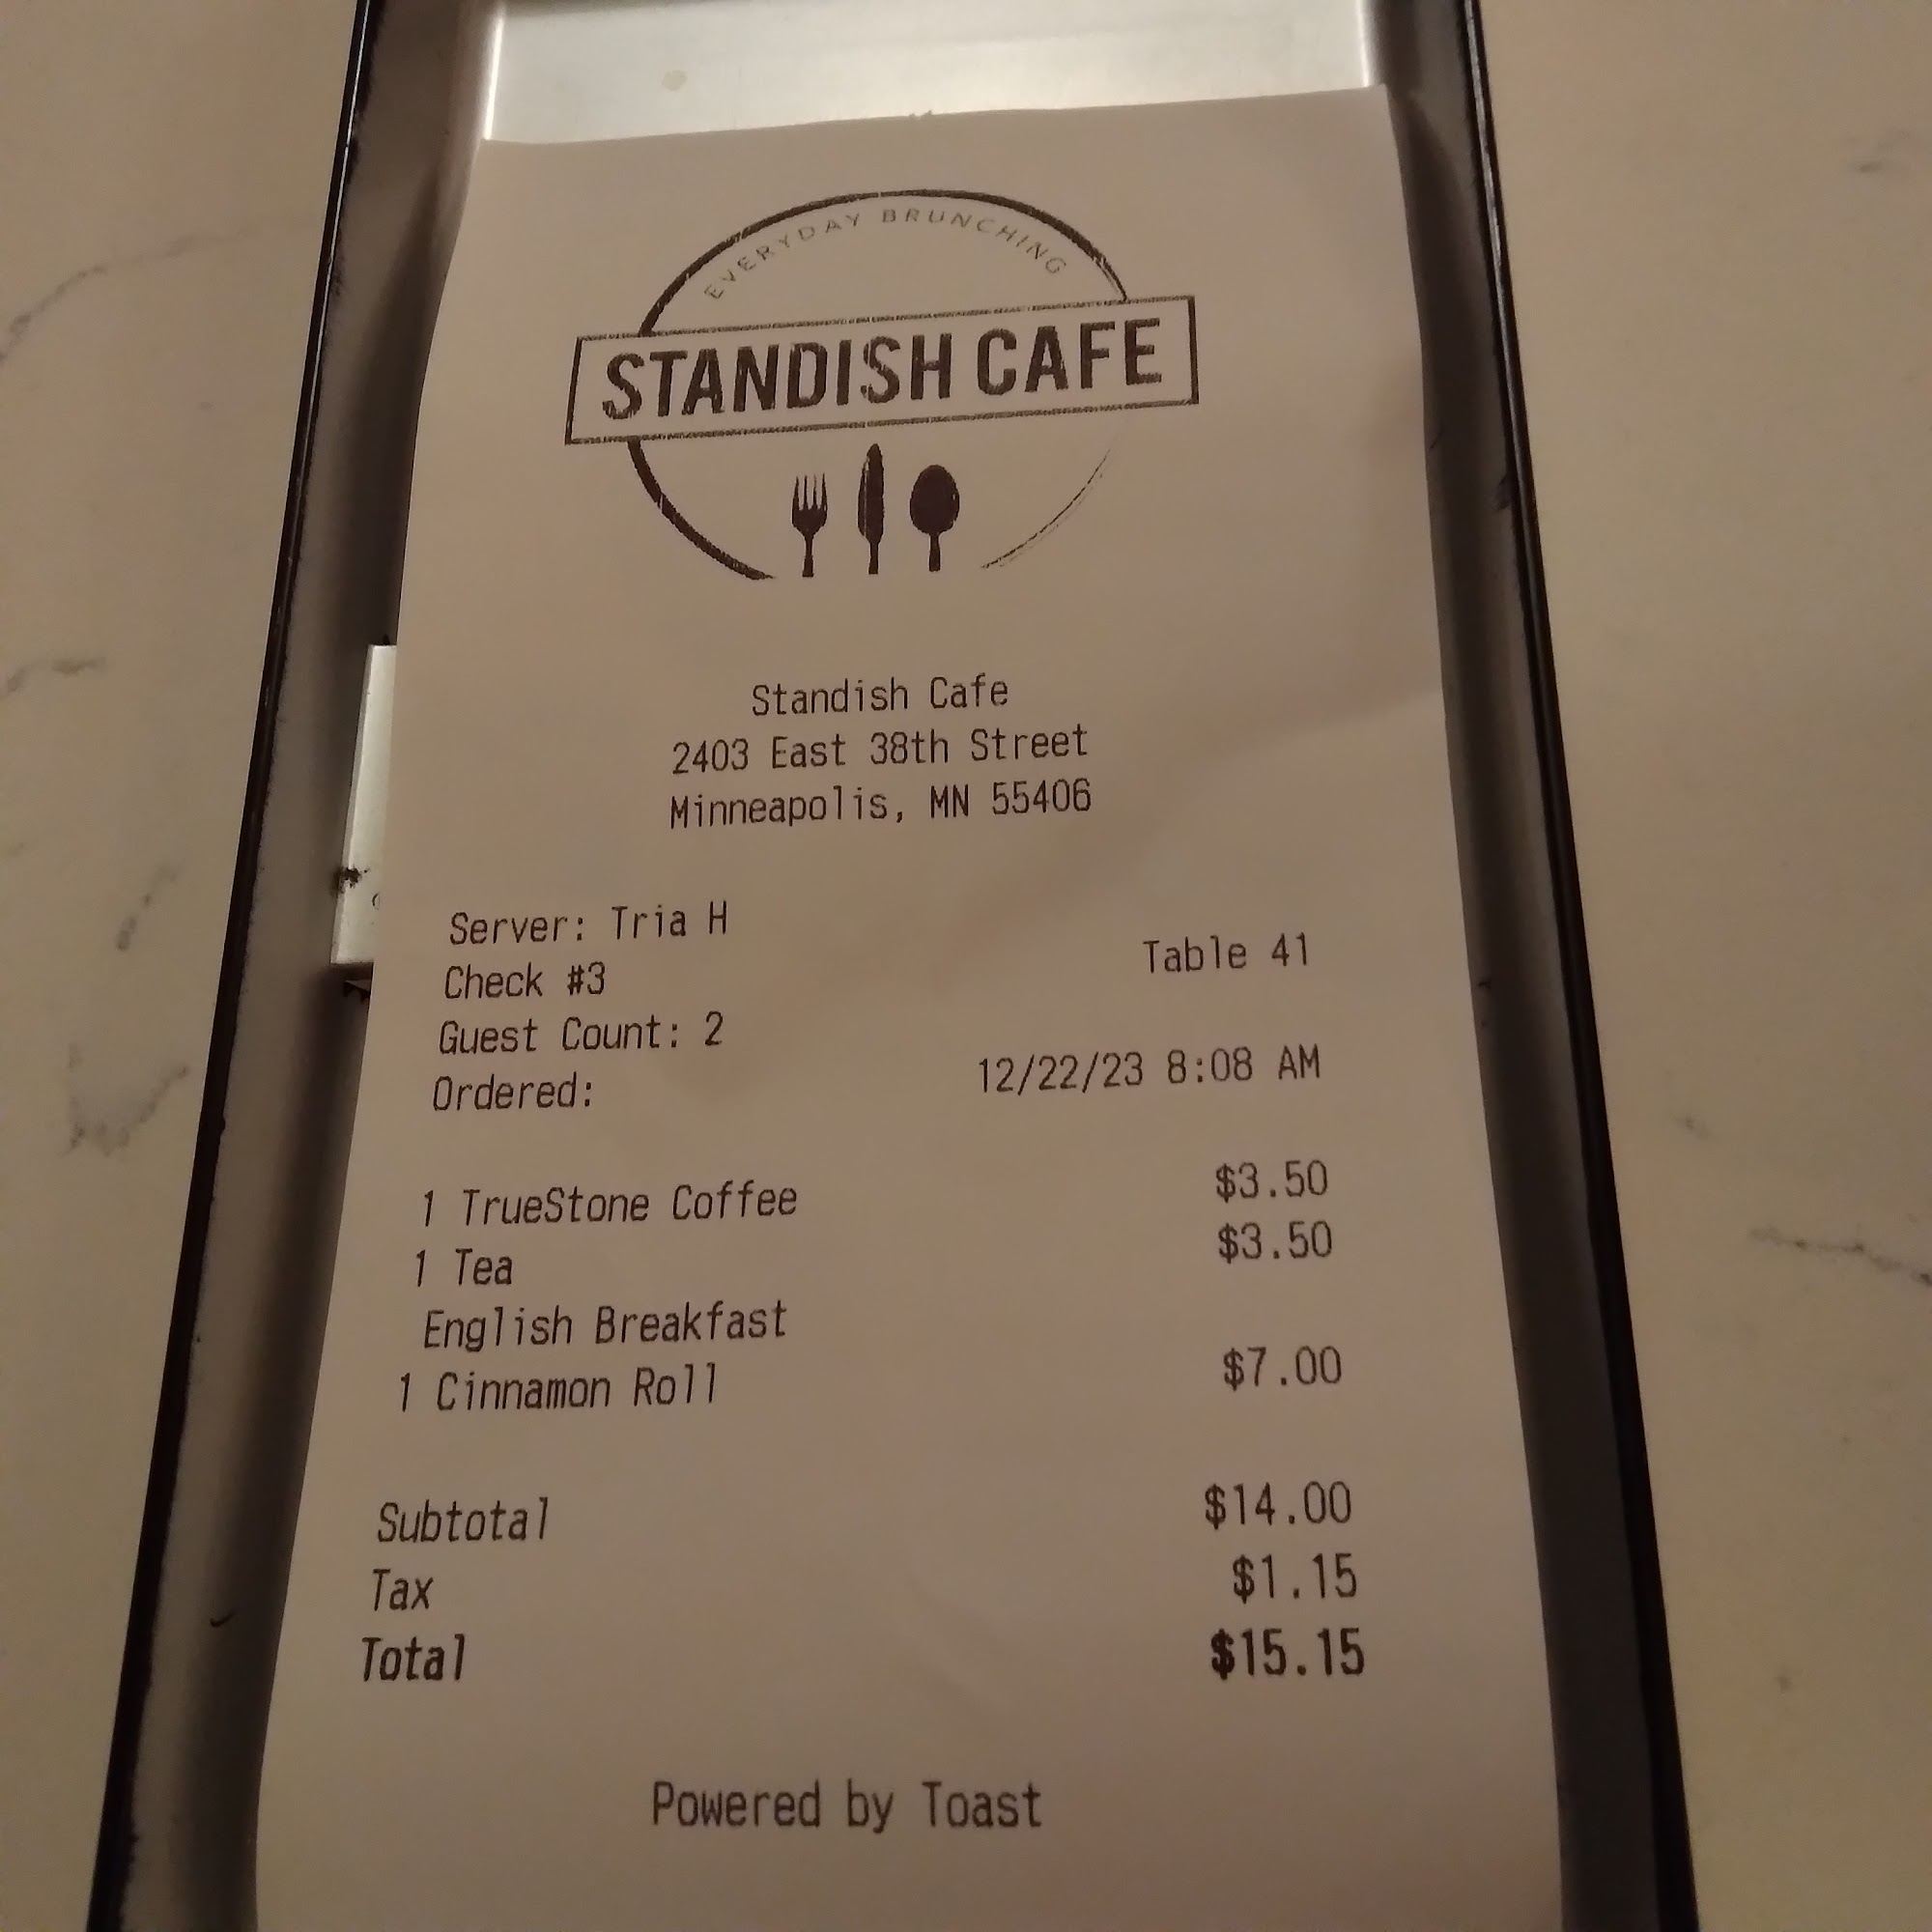 EVERYDAY BRUNCHING
STANDISH CAFE
Standish Cafe
2403 East 38th Street
Minneapolis, MN 55406
Server: Tria H
Check #3 Table 41
Guest Count: 2
Ordered: 12/22/23 8:08 AM
1 TrueStone Coffee $3.50
1 Tea $3.50
English Breakfast
1 Cinnamon Roll $7.00
Subtotal $14.00
Tax $1.15
Total $15.15
Powered by Toast